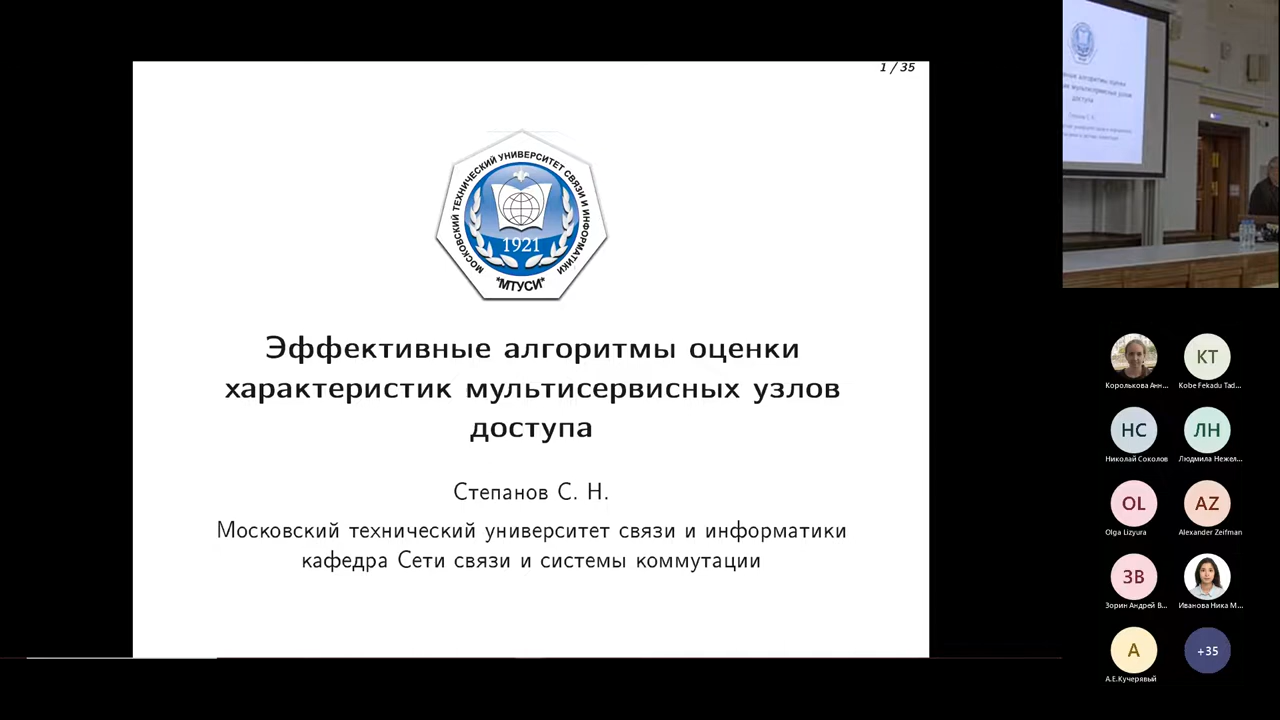 1 / 35
МОСКОВСКИЙ ТЕХНИЧЕСКИЙ УНИВЕРСИТЕТ СВЯЗИ И ИНФОРМАТИКИ
1921
*МТУСИ*
Эффективные алгоритмы оценки
характеристик мультисервисных узлов
доступа
Степанов С. Н.
Московский технический университет связи и информатики
кафедра Сети связи и системы коммутации
КТ
Королькова Анн...
Kobe Fekadu Tad...
НС
ЛН
Николай Соколов
Людмила Нежел...
OL
AZ
Olga Lizyura
Alexander Zeifman
ЗВ
Зорин Андрей В...
Иванова Ника М...
А
+35
А.Е.Кучерявый